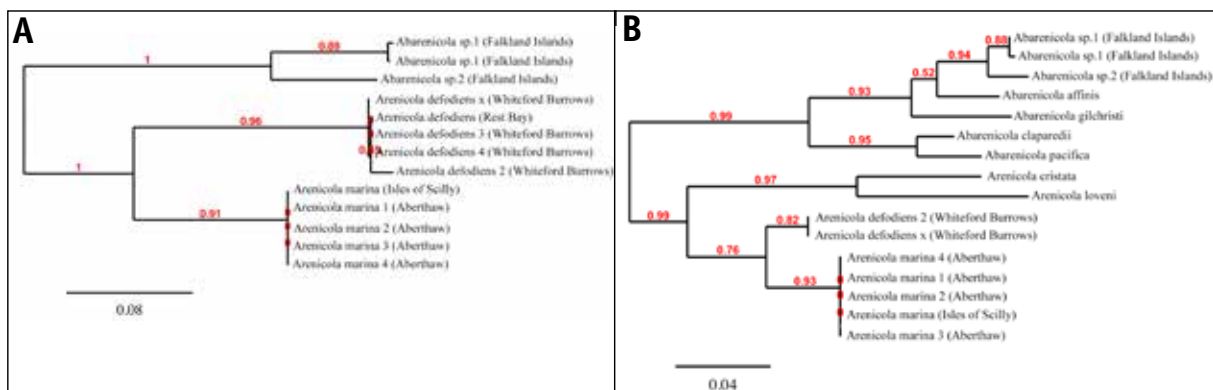 A
0.89
Abarenicola sp.1 (Falkland Islands)
Abarenicola sp.1 (Falkland Islands)
1
Abarenicola sp.2 (Falkland Islands)
Arenicola defodiens x (Whiteford Burrows)
Arenicola defodiens (Rest Bay)
0.96
Arenicola defodiens 3 (Whiteford Burrows)
Arenicola defodiens 4 (Whiteford Burrows)
Arenicola defodiens 2 (Whiteford Burrows)
1
Arenicola marina (Isles of Scilly)
Arenicola marina 1 (Aberthaw)
0.91
Arenicola marina 2 (Aberthaw)
Arenicola marina 3 (Aberthaw)
Arenicola marina 4 (Aberthaw)
0.08
B
0.88
Abarenicola sp.1 (Falkland Islands)
Abarenicola sp.1 (Falkland Islands)
0.94
Abarenicola sp.2 (Falkland Islands)
0.52
Abarenicola affinis
0.93
Abarenicola gilchristi
0.99
Abarenicola claparedii
0.95
Abarenicola pacifica
Arenicola cristata
0.97
Arenicola loveni
0.99
0.82
Arenicola defodiens 2 (Whiteford Burrows)
Arenicola defodiens x (Whiteford Burrows)
0.76
Arenicola marina 4 (Aberthaw)
Arenicola marina 1 (Aberthaw)
0.93
Arenicola marina 2 (Aberthaw)
Arenicola marina (Isles of Scilly)
Arenicola marina 3 (Aberthaw)
0.04